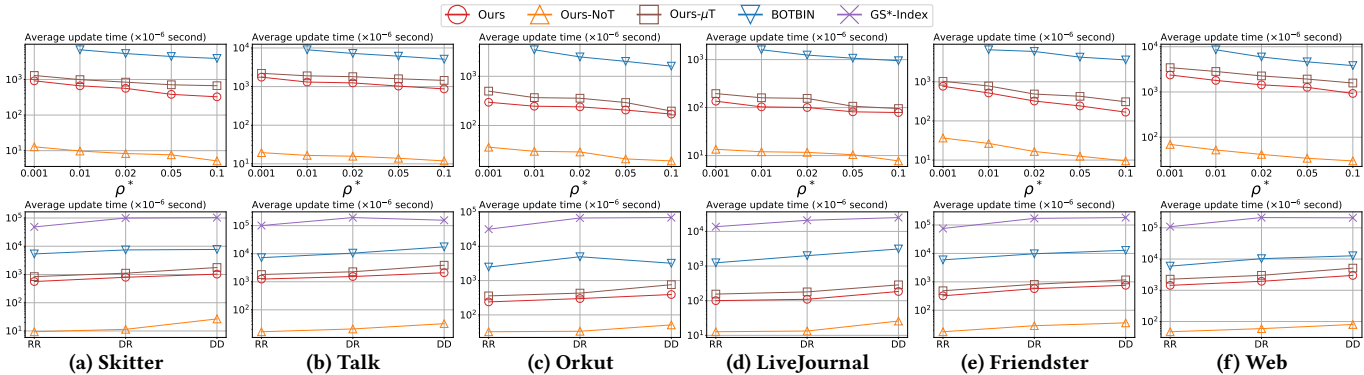 Ours Ours-NoT Ours-μT BOTBIN GS*-Index
Average update time (×10⁻⁶ second) Average update time (×10⁻⁶ second) Average update time (×10⁻⁶ second) Average update time (×10⁻⁶ second) Average update time (×10⁻⁶ second) Average update time (×10⁻⁶ second)
10³ 10² 10¹
10⁴ 10³ 10² 10¹
10²
10³ 10² 10¹
10³ 10² 10¹
10⁴ 10³ 10²
0.001 0.01 0.02 0.05 0.1 0.001 0.01 0.02 0.05 0.1 0.001 0.01 0.02 0.05 0.1 0.001 0.01 0.02 0.05 0.1 0.001 0.01 0.02 0.05 0.1 0.001 0.01 0.02 0.05 0.1
ρ* ρ* ρ* ρ* ρ* ρ*
Average update time (×10⁻⁶ second) Average update time (×10⁻⁶ second) Average update time (×10⁻⁶ second) Average update time (×10⁻⁶ second) Average update time (×10⁻⁶ second) Average update time (×10⁻⁶ second)
10⁵ 10⁴ 10³ 10² 10¹
10⁵ 10⁴ 10³ 10²
10⁴ 10³ 10²
10⁴ 10³ 10² 10¹
10⁵ 10⁴ 10³ 10² 10¹
10⁵ 10⁴ 10³ 10²
RR DR DD RR DR DD RR DR DD RR DR DD RR DR DD RR DR DD
(a) Skitter (b) Talk (c) Orkut (d) LiveJournal (e) Friendster (f) Web